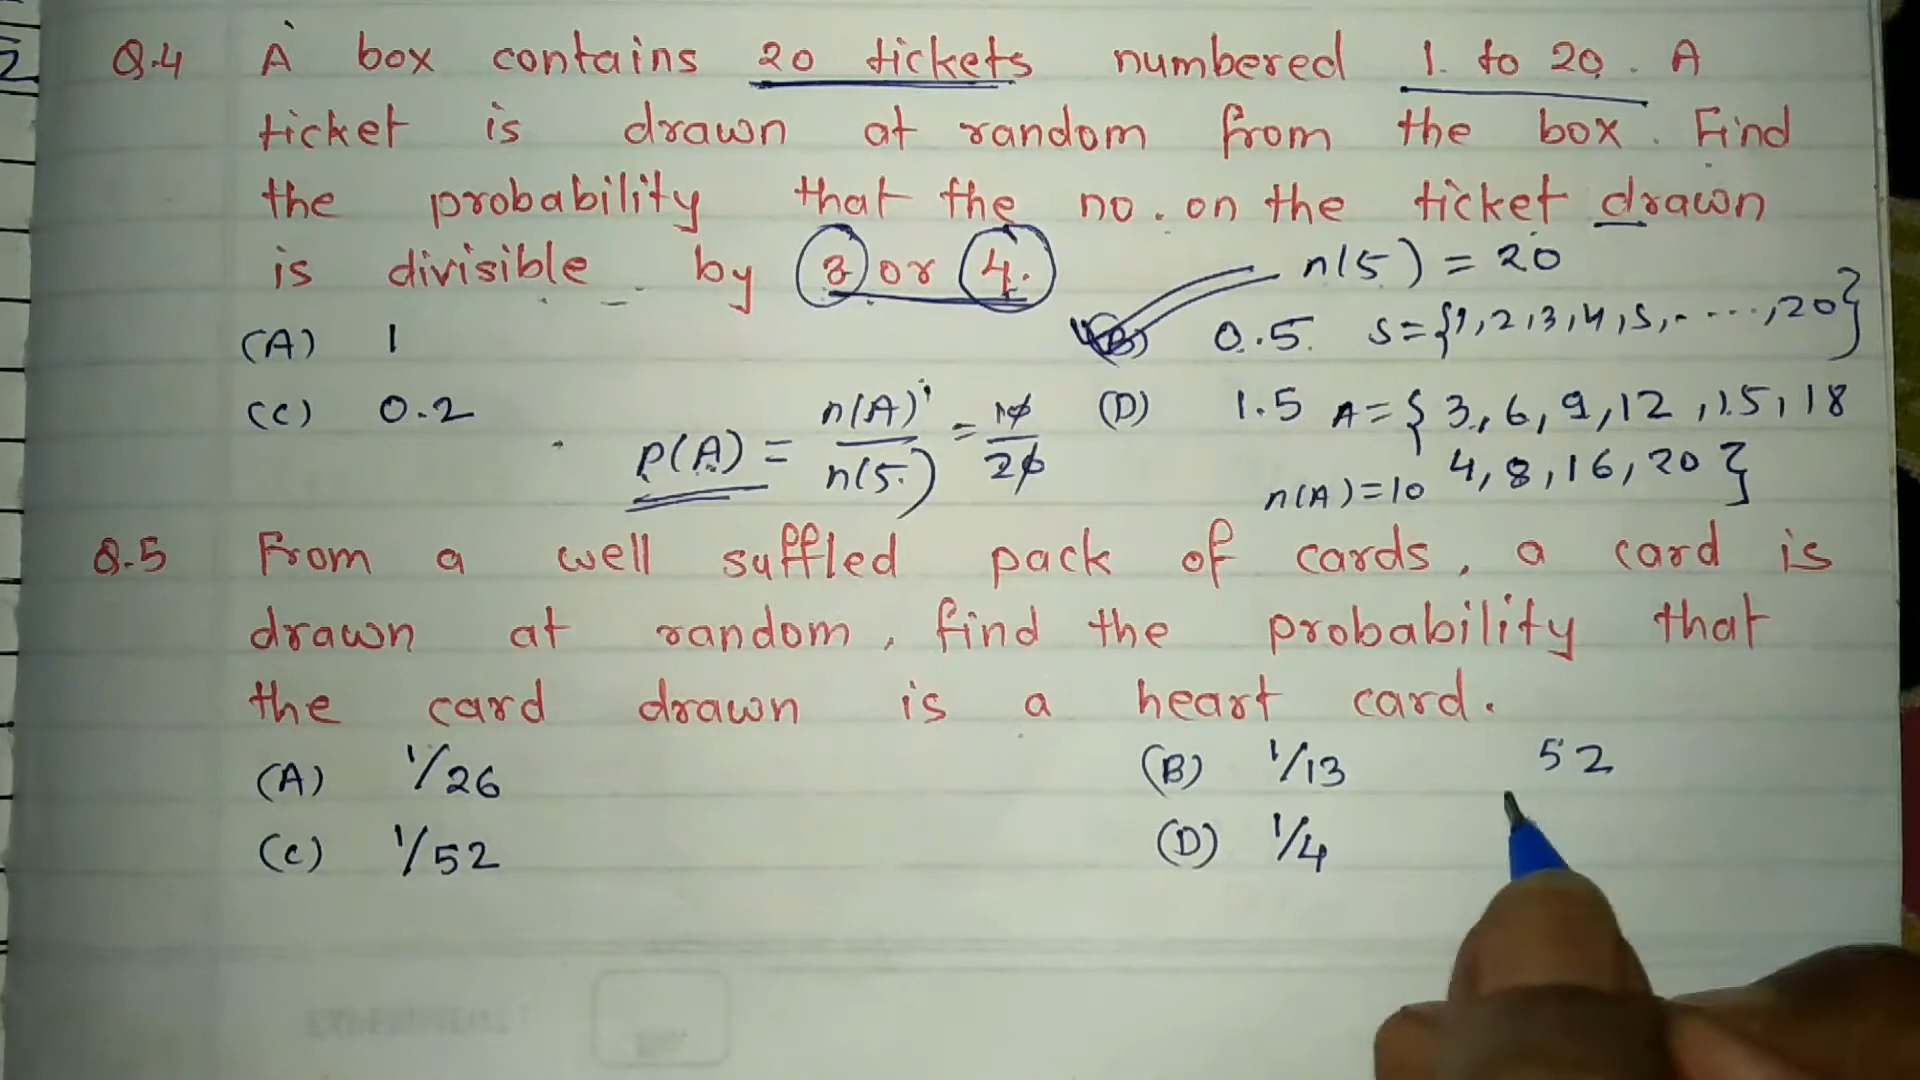 Q.4 A box contains 20 tickets numbered 1 to 20. A
ticket is drawn at random from the box. Find
the probability that the no. on the ticket drawn
is divisible by 3 or 4.
n(S) = 20
(A) 1 (B) 0.5 S={1,2,3,4,5,.....,20}
(C) 0.2 (D) 1.5 A={3,6,9,12,15,18
4,8,16,20}
P(A) = n(A)/n(S) = 10/20
n(A)=10
Q.5 From a well suffled pack of cards, a card is
drawn at random, find the probability that
the card drawn is a heart card.
(A) 1/26 (B) 1/13 52
(C) 1/52 (D) 1/4